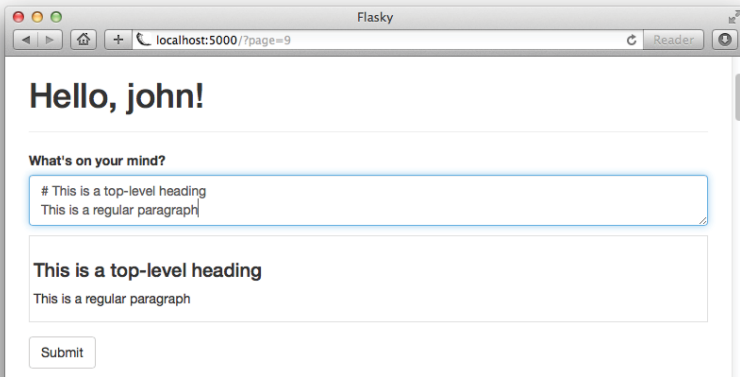 Flasky
localhost:5000/?page=9
Reader
Hello, john!
What's on your mind?
# This is a top-level heading
This is a regular paragraph
This is a top-level heading
This is a regular paragraph
Submit